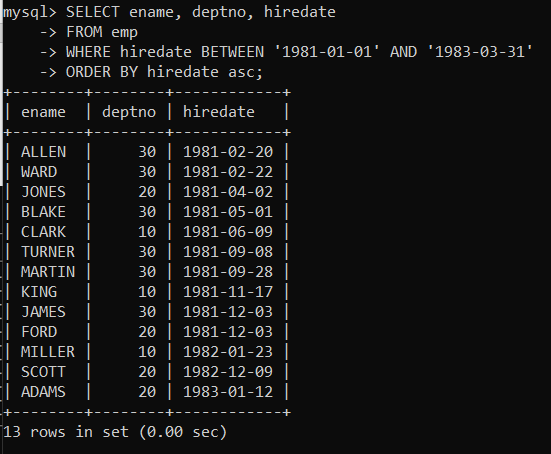 mysql> SELECT ename, deptno, hiredate
    -> FROM emp
    -> WHERE hiredate BETWEEN '1981-01-01' AND '1983-03-31'
    -> ORDER BY hiredate asc;
+--------+--------+------------+
| ename  | deptno | hiredate   |
+--------+--------+------------+
| ALLEN  |     30 | 1981-02-20 |
| WARD   |     30 | 1981-02-22 |
| JONES  |     20 | 1981-04-02 |
| BLAKE  |     30 | 1981-05-01 |
| CLARK  |     10 | 1981-06-09 |
| TURNER |     30 | 1981-09-08 |
| MARTIN |     30 | 1981-09-28 |
| KING   |     10 | 1981-11-17 |
| JAMES  |     30 | 1981-12-03 |
| FORD   |     20 | 1981-12-03 |
| MILLER |     10 | 1982-01-23 |
| SCOTT  |     20 | 1982-12-09 |
| ADAMS  |     20 | 1983-01-12 |
+--------+--------+------------+
13 rows in set (0.00 sec)